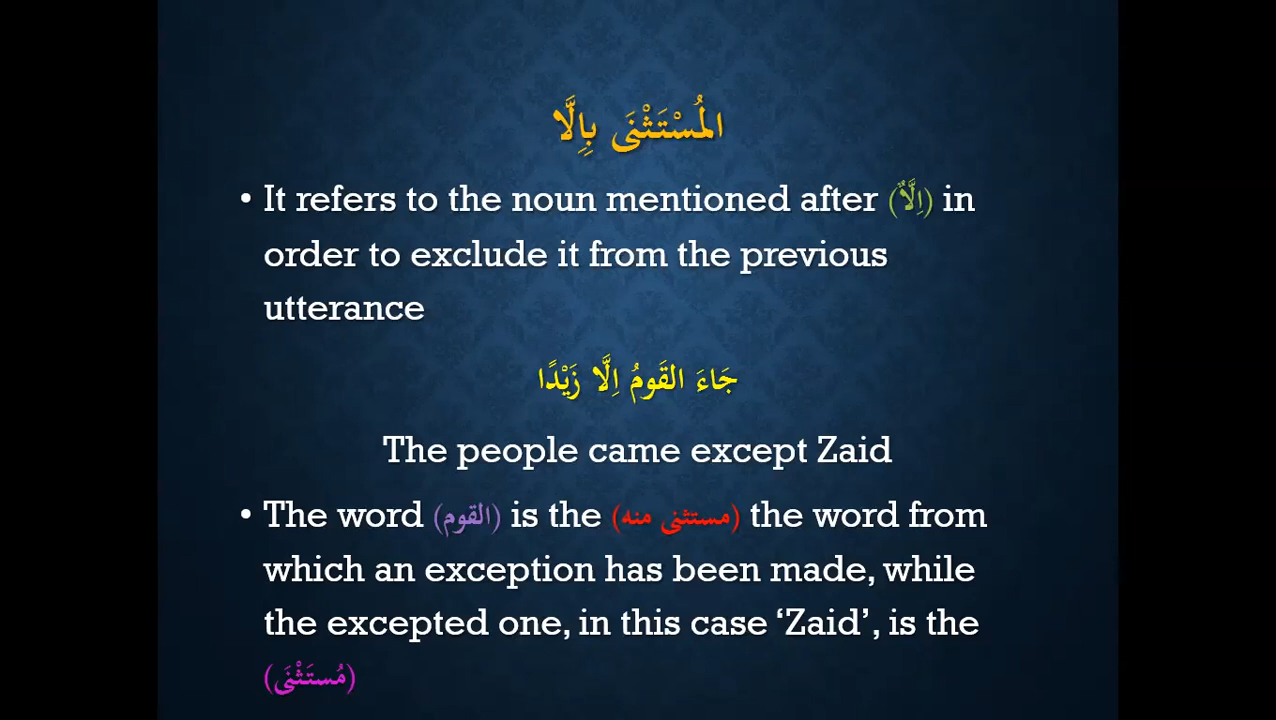 المُسْتَثْنَى بِاِلَّا
• It refers to the noun mentioned after (اِلَّا) in
order to exclude it from the previous
utterance
جَاءَ القَومُ اِلَّا زَيْدًا
The people came except Zaid
• The word (القوم) is the (مستثنى منه) the word from
which an exception has been made, while
the excepted one, in this case ‘Zaid’, is the
(مُستَثْنَى)